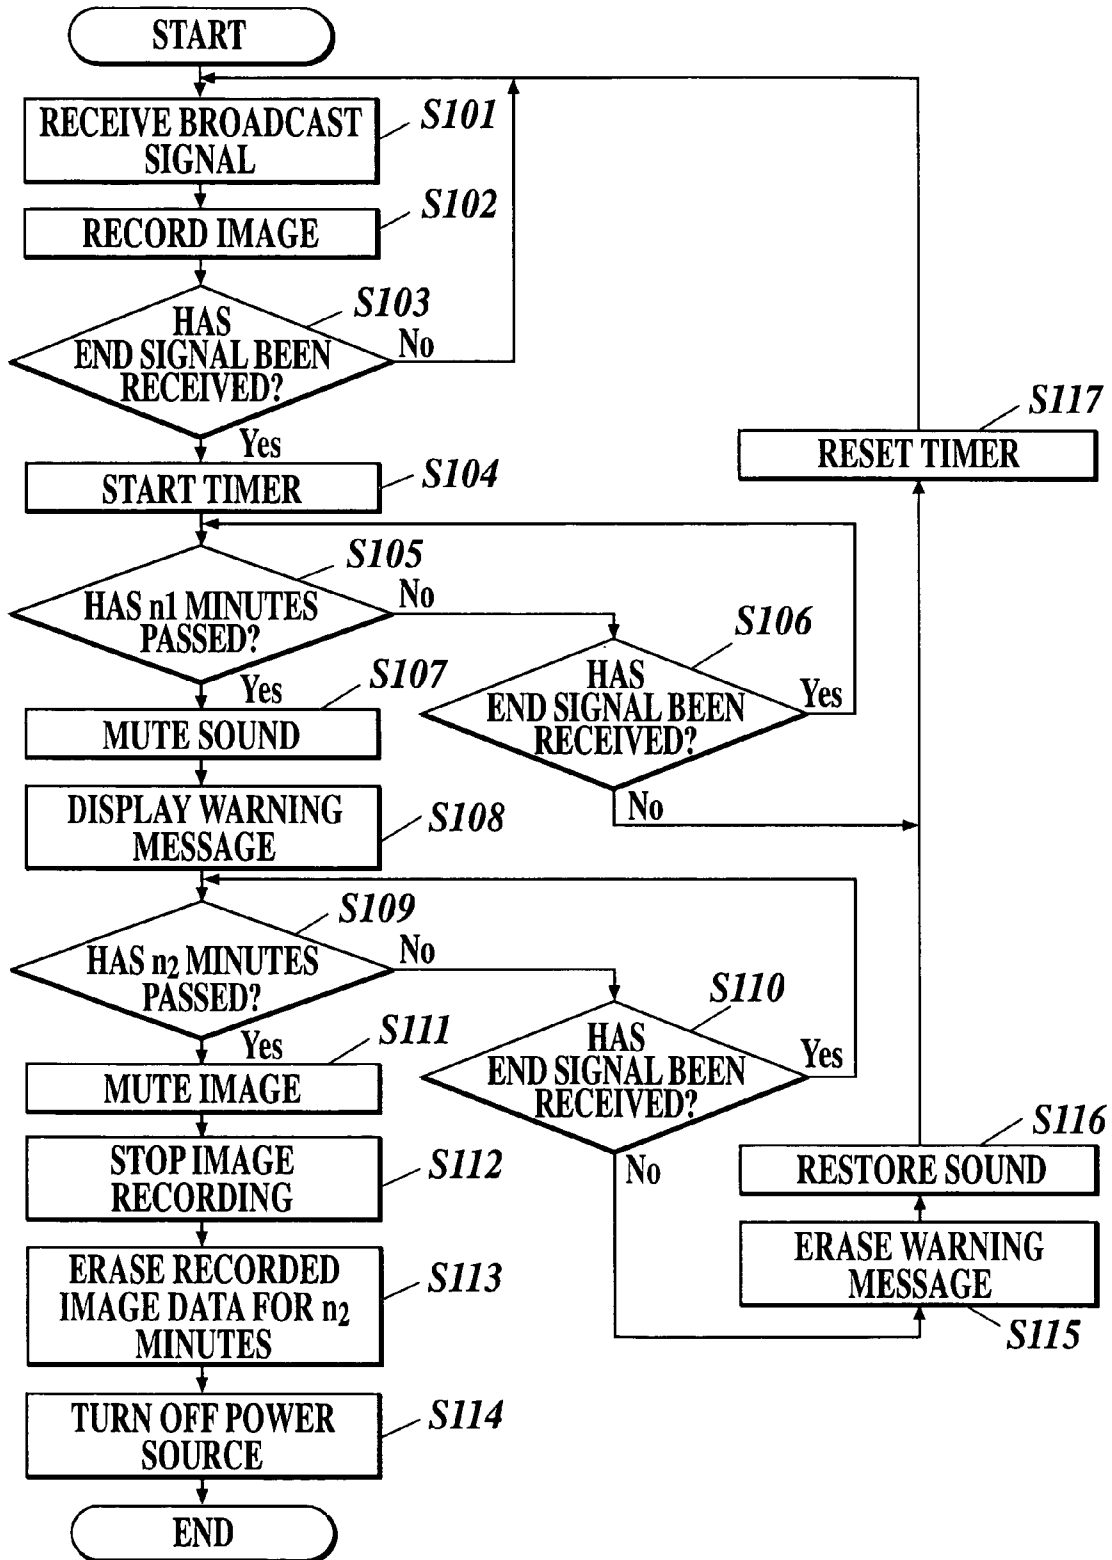 START
RECEIVE BROADCAST
SIGNAL
S101
RECORD IMAGE
S102
HAS
END SIGNAL BEEN
RECEIVED?
S103
No
Yes
START TIMER
S104
RESET TIMER
S117
HAS n1 MINUTES
PASSED?
S105
No
Yes
HAS
END SIGNAL BEEN
RECEIVED?
S106
Yes
No
MUTE SOUND
S107
DISPLAY WARNING
MESSAGE
S108
HAS n2 MINUTES
PASSED?
S109
No
Yes
HAS
END SIGNAL BEEN
RECEIVED?
S110
Yes
No
MUTE IMAGE
S111
STOP IMAGE
RECORDING
S112
RESTORE SOUND
S116
ERASE WARNING
MESSAGE
S115
ERASE RECORDED
IMAGE DATA FOR n2
MINUTES
S113
TURN OFF POWER
SOURCE
S114
END